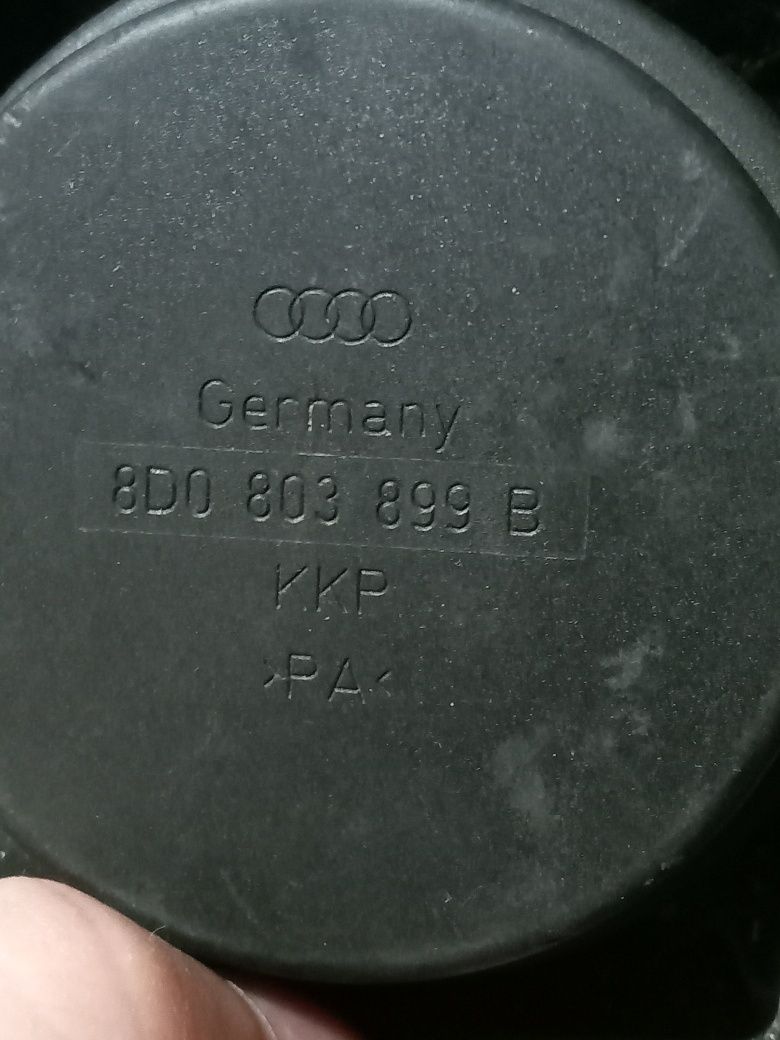 Germany
8D0 803 899 B
KKP
>PA<